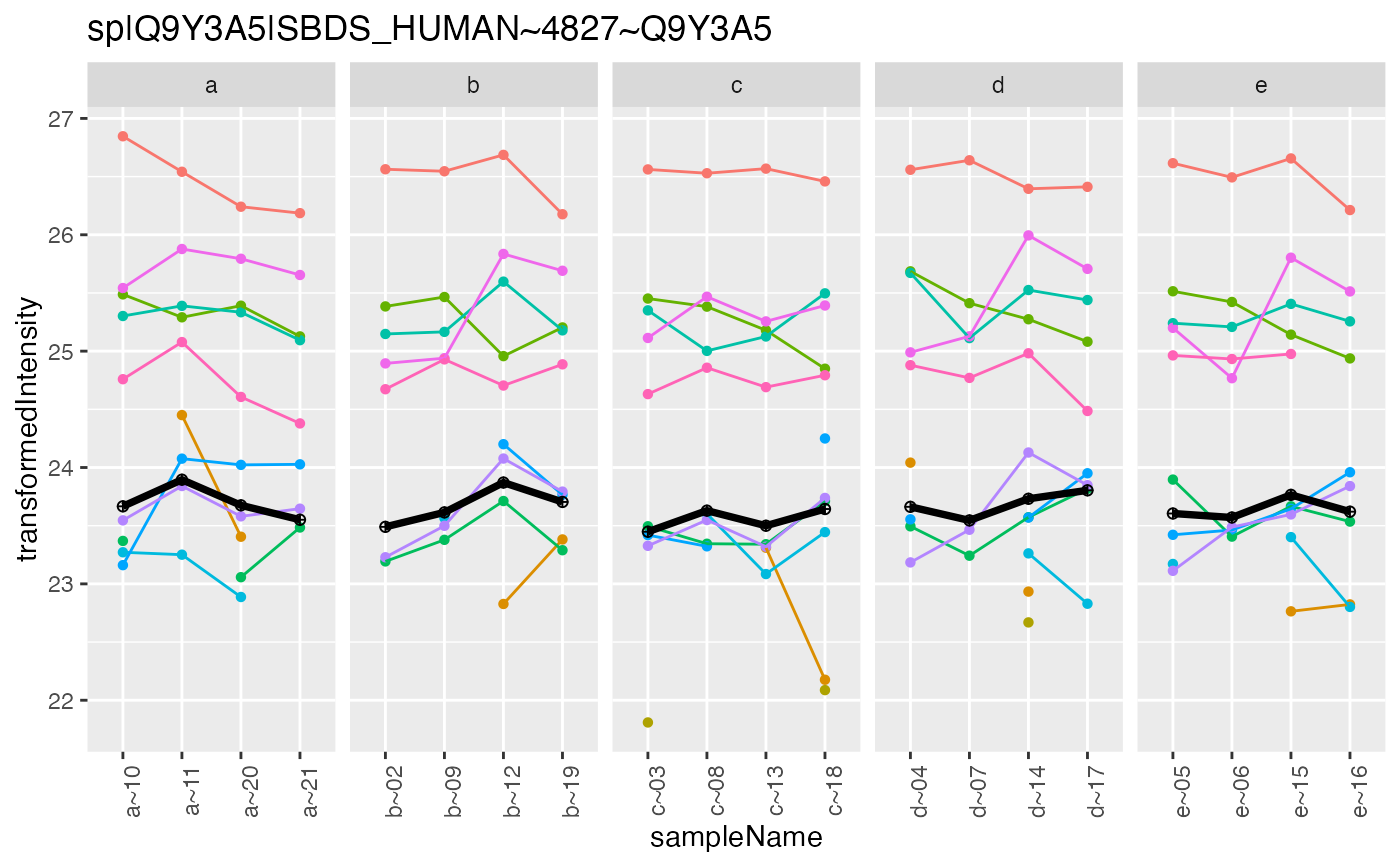 sp|Q9Y3A5|SBDS_HUMAN~4827~Q9Y3A5
a
b
c
d
e
27
26
25
24
23
22
transformedIntensity
a~10
a~11
a~20
a~21
b~02
b~09
b~12
b~19
c~03
c~08
c~13
c~18
d~04
d~07
d~14
d~17
e~05
e~06
e~15
e~16
sampleName